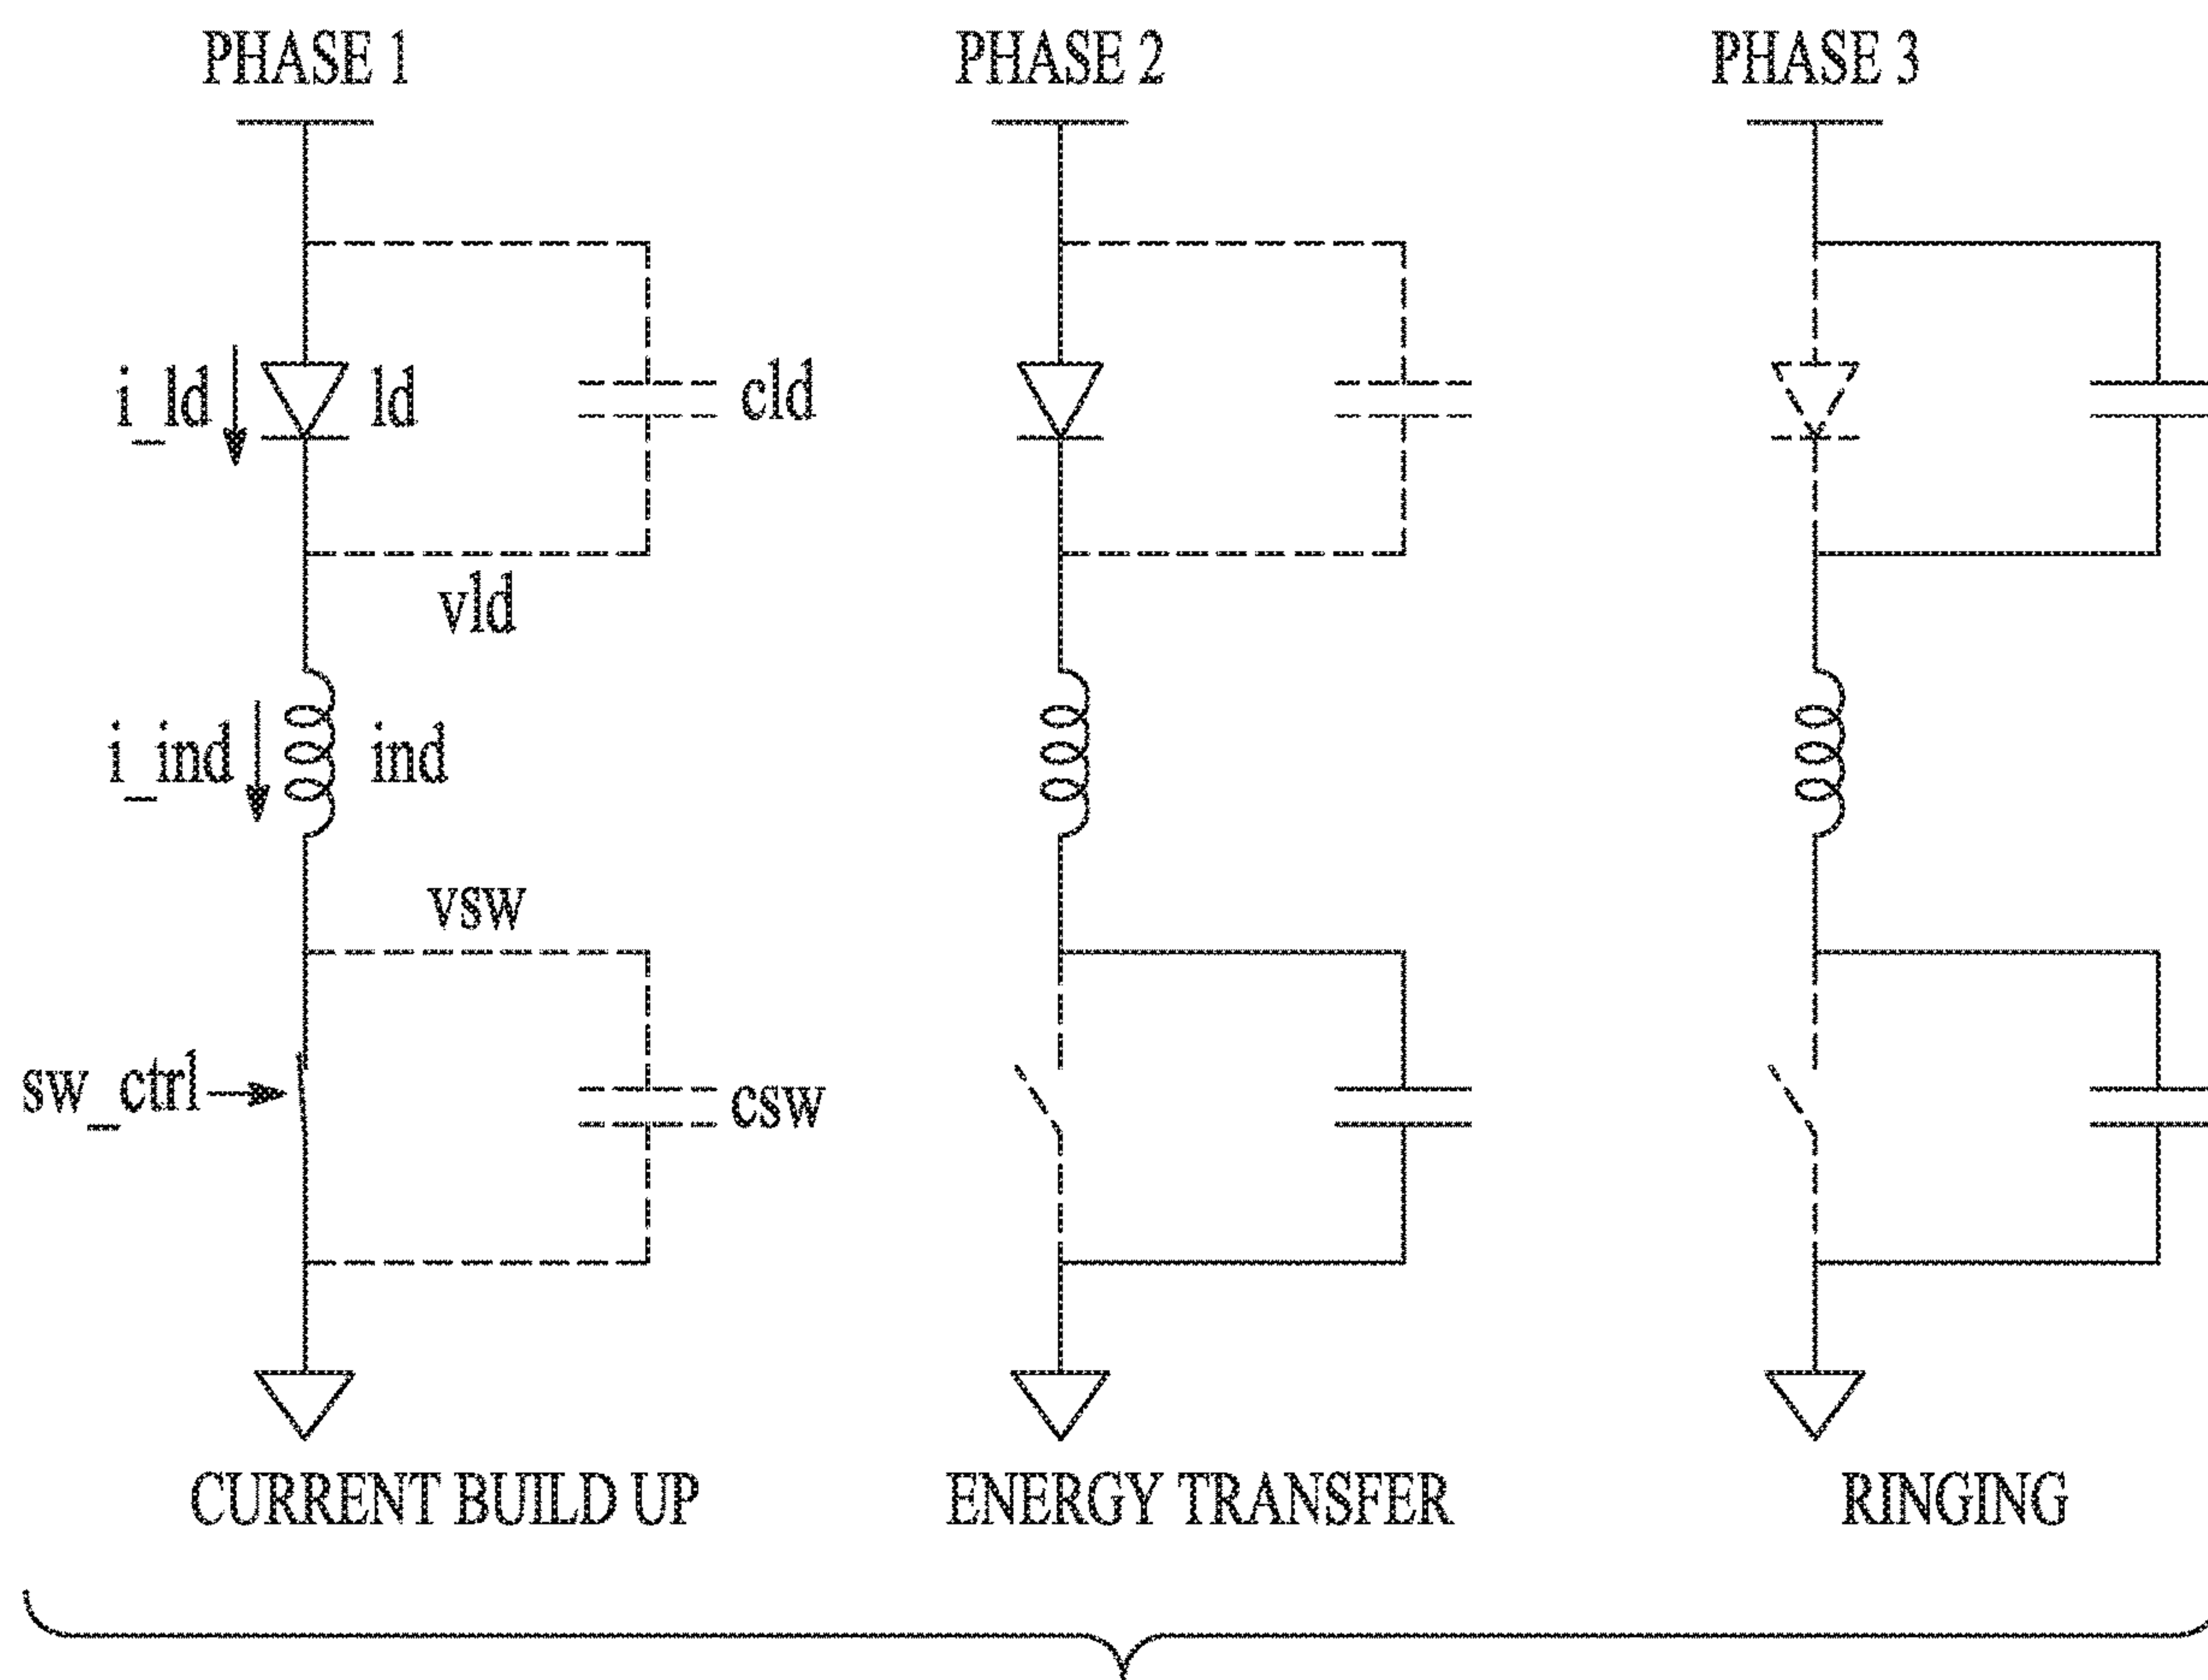 PHASE 1
PHASE 2
PHASE 3
i_ld
ld
cld
vld
i_ind
ind
vsw
sw_ctrl
csw
CURRENT BUILD UP
ENERGY TRANSFER
RINGING